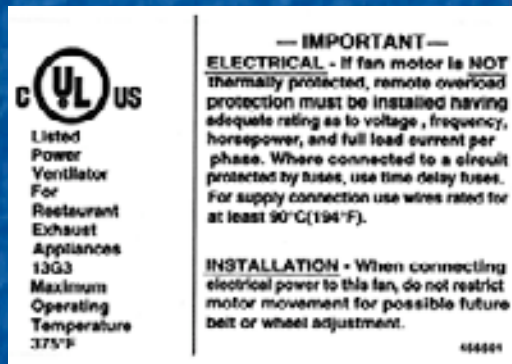 C UL US
Listed
Power
Ventilator
For
Restaurant
Exhaust
Appliances
13G3
Maximum
Operating
Temperature
375°F
— IMPORTANT —
ELECTRICAL - If fan motor is NOT
thermally protected, remote overload
protection must be installed having
adequate rating as to voltage , frequency,
horsepower, and full load current per
phase. Where connected to a circuit
protected by fuses, use time delay fuses.
For supply connection use wires rated for
at least 90°C(194°F).
INSTALLATION - When connecting
electrical power to this fan, do not restrict
motor movement for possible future
belt or wheel adjustment.